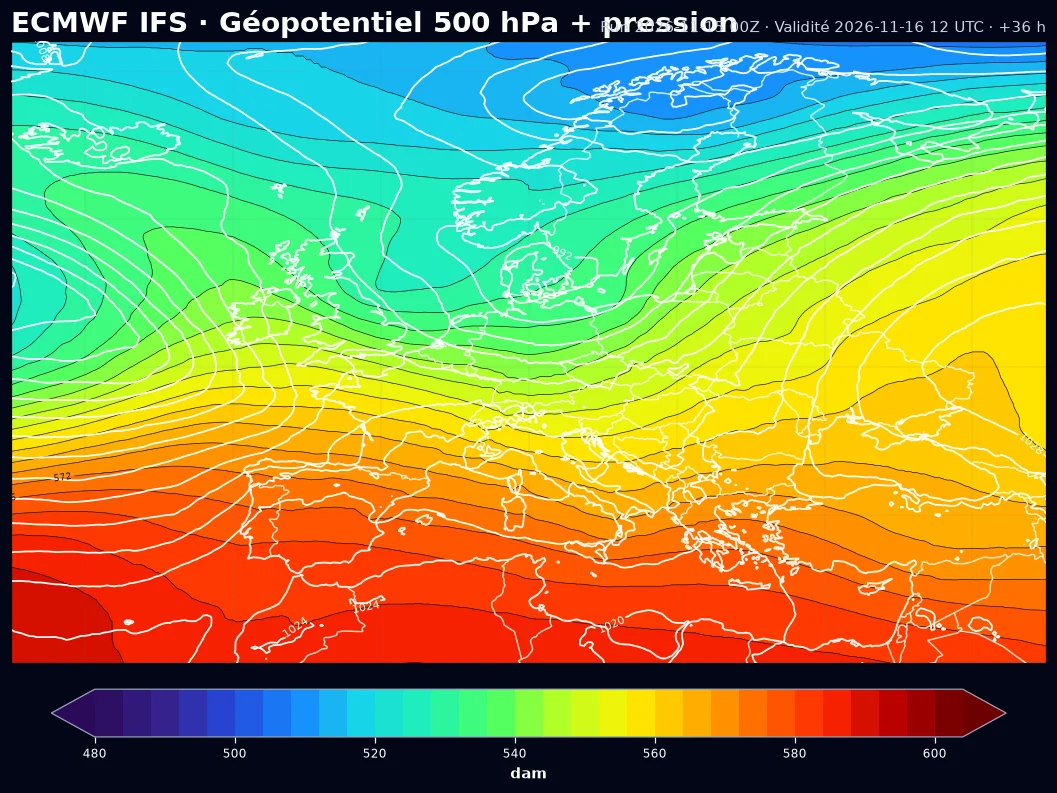 ECMWF IFS · Géopotentiel 500 hPa + pression
00Z · Validité 2026-11-16 12 UTC · +36 h
992
1028
572
1024
1024
1020
480 500 520 540 560 580 600
dam